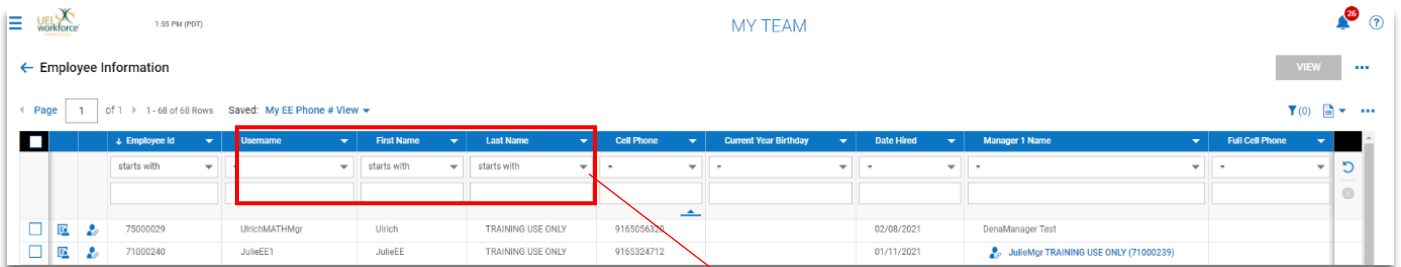 UEI
workforce
1:55 PM (PDT)
MY TEAM
26
?
Employee Information
VIEW
Page 1 of 1 1 - 68 of 68 Rows Saved: My EE Phone # View (0)
Employee Id Username First Name Last Name Cell Phone Current Year Birthday Date Hired Manager 1 Name Full Cell Phone
starts with - starts with starts with - - - - -
75000029 UlrichMATHMgr Ulrich TRAINING USE ONLY 9165056320 02/08/2021 DenaManager Test
71000240 JulieEE1 JulieEE TRAINING USE ONLY 9165324712 01/11/2021 JulieMgr TRAINING USE ONLY (71000239)